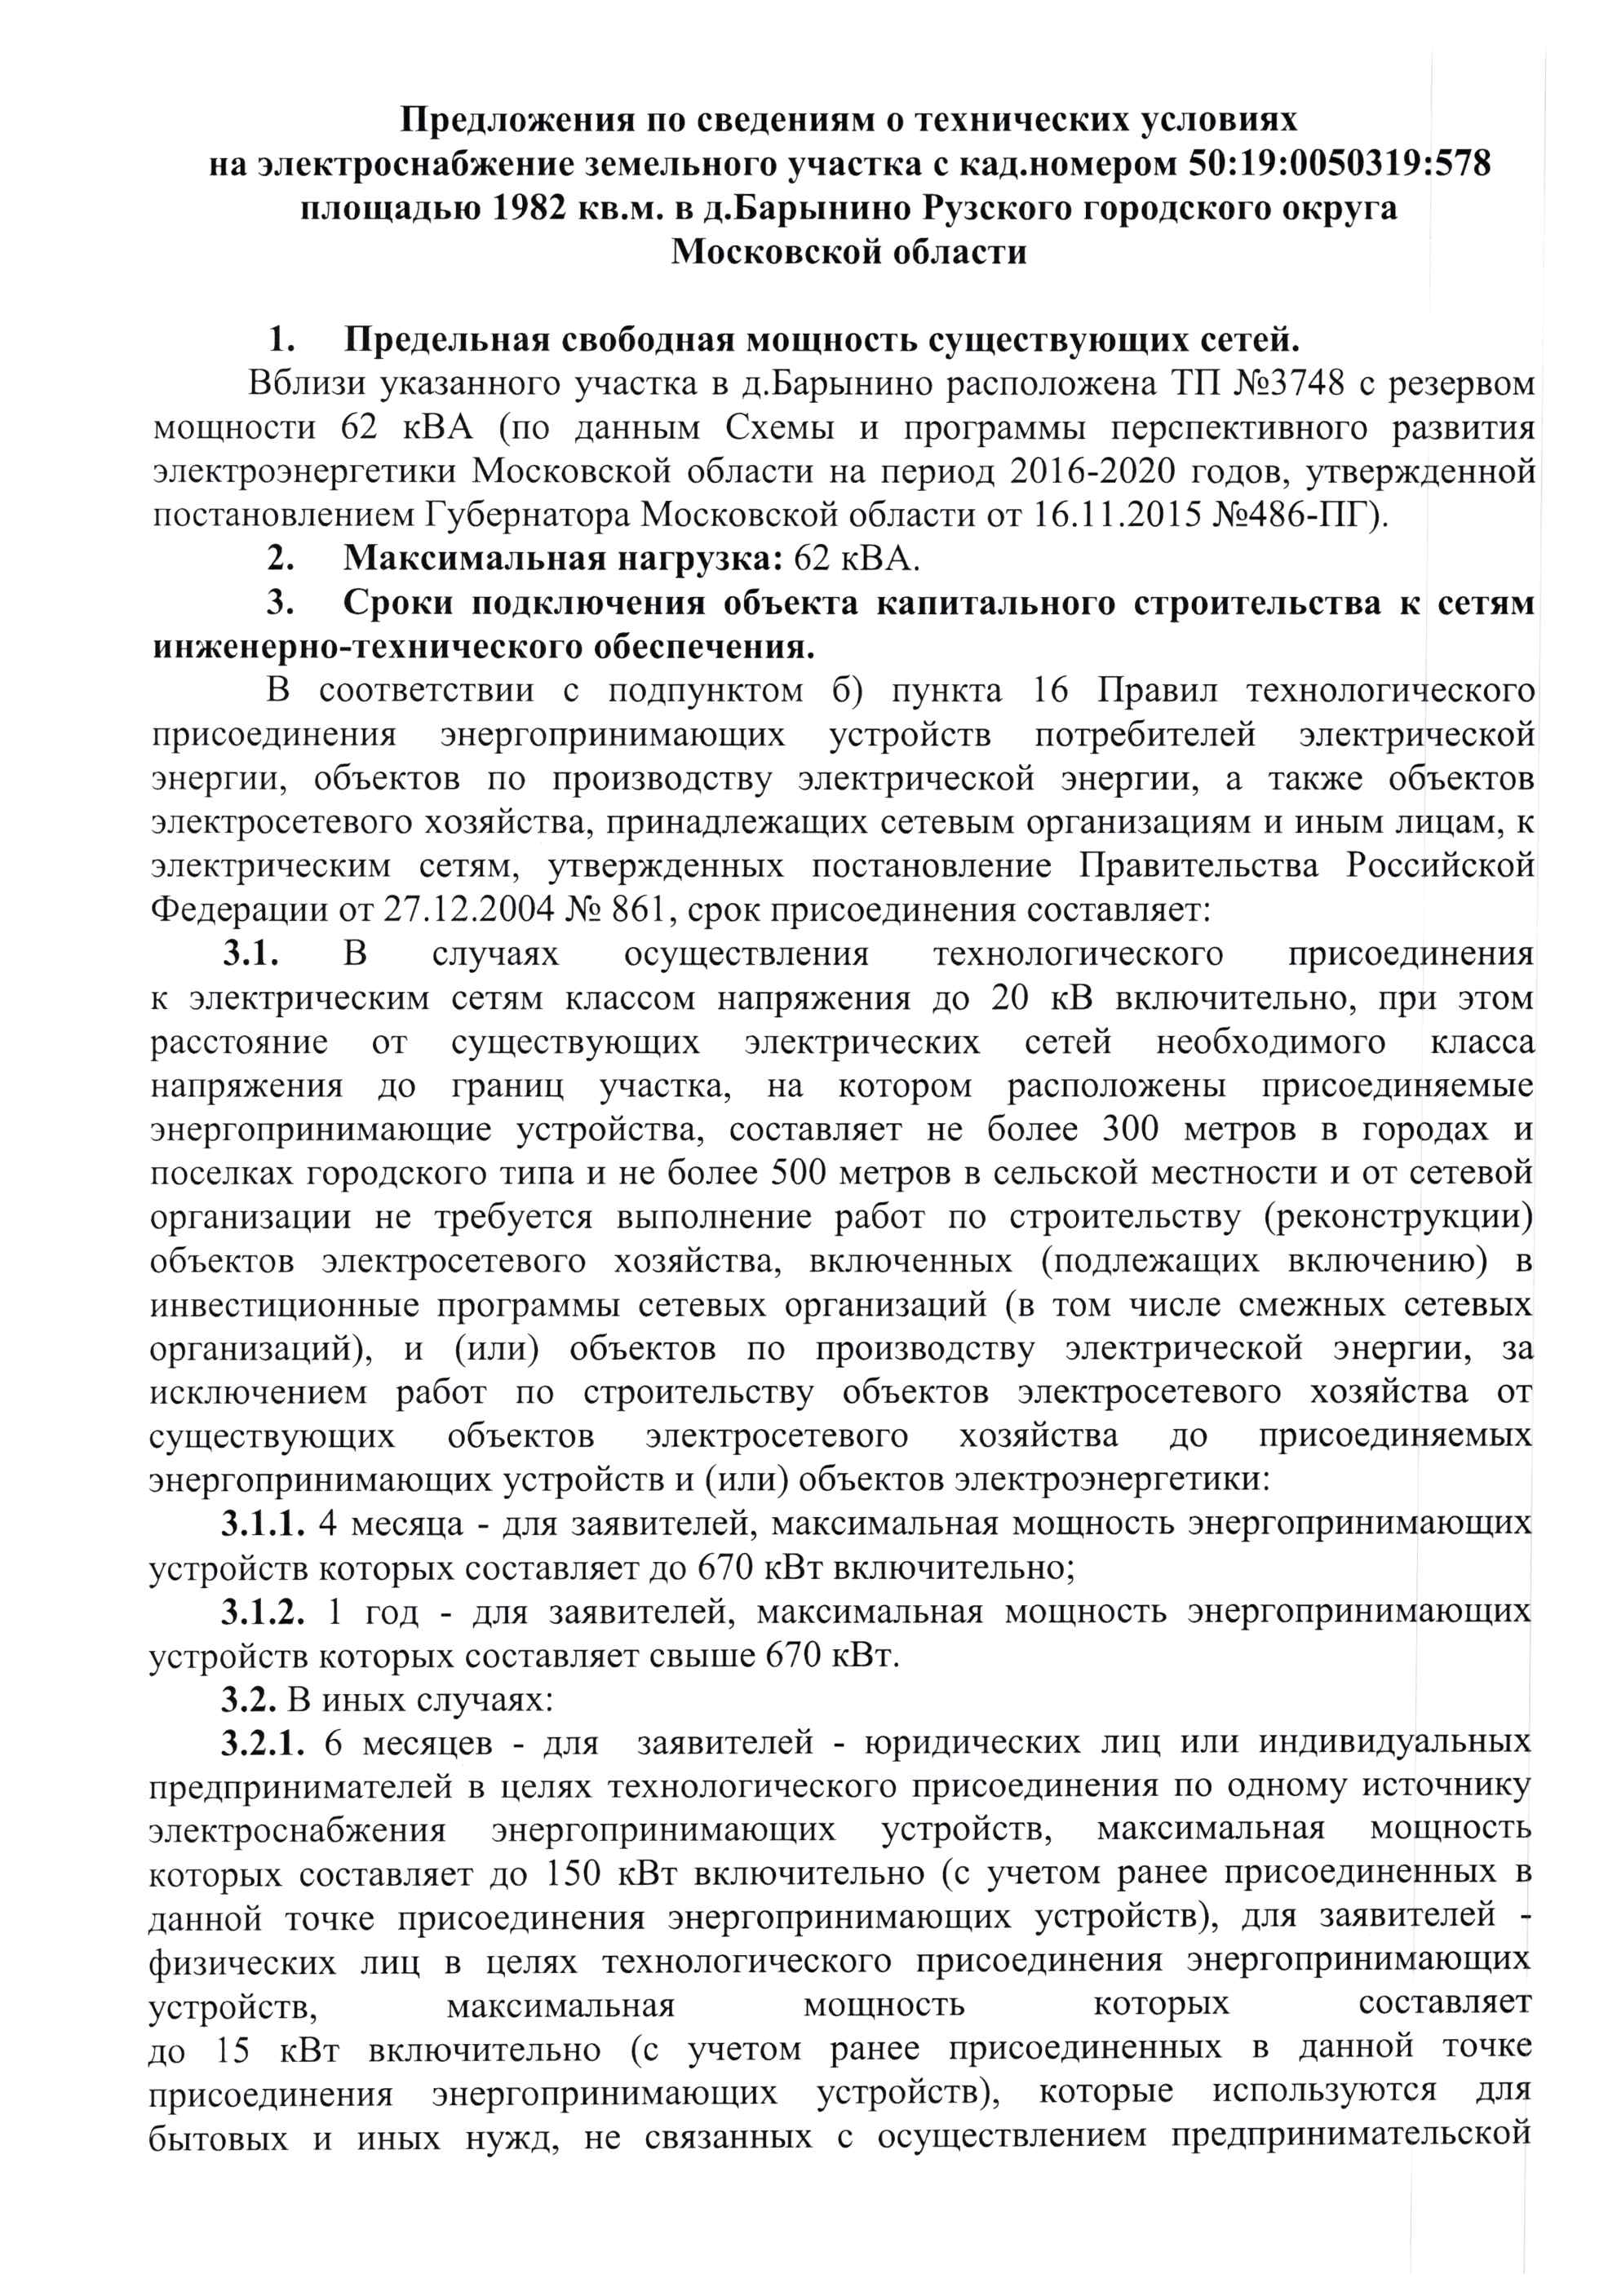 Предложения по сведениям о технических условиях
на электроснабжение земельного участка с кад.номером 50:19:0050319:578
площадью 1982 кв.м. в д.Барынино Рузского городского округа
Московской области
1. Предельная свободная мощность существующих сетей.
Вблизи указанного участка в д.Барынино расположена ТП №3748 с резервом
мощности 62 кВА (по данным Схемы и программы перспективного развития
электроэнергетики Московской области на период 2016-2020 годов, утвержденной
постановлением Губернатора Московской области от 16.11.2015 №486-ПГ).
2. Максимальная нагрузка: 62 кВА.
3. Сроки подключения объекта капитального строительства к сетям
инженерно-технического обеспечения.
В соответствии с подпунктом б) пункта 16 Правил технологического
присоединения энергопринимающих устройств потребителей электрической
энергии, объектов по производству электрической энергии, а также объектов
электросетевого хозяйства, принадлежащих сетевым организациям и иным лицам, к
электрическим сетям, утвержденных постановление Правительства Российской
Федерации от 27.12.2004 № 861, срок присоединения составляет:
3.1. В случаях осуществления технологического присоединения
к электрическим сетям классом напряжения до 20 кВ включительно, при этом
расстояние от существующих электрических сетей необходимого класса
напряжения до границ участка, на котором расположены присоединяемые
энергопринимающие устройства, составляет не более 300 метров в городах и
поселках городского типа и не более 500 метров в сельской местности и от сетевой
организации не требуется выполнение работ по строительству (реконструкции)
объектов электросетевого хозяйства, включенных (подлежащих включению) в
инвестиционные программы сетевых организаций (в том числе смежных сетевых
организаций), и (или) объектов по производству электрической энергии, за
исключением работ по строительству объектов электросетевого хозяйства от
существующих объектов электросетевого хозяйства до присоединяемых
энергопринимающих устройств и (или) объектов электроэнергетики:
3.1.1. 4 месяца - для заявителей, максимальная мощность энергопринимающих
устройств которых составляет до 670 кВт включительно;
3.1.2. 1 год - для заявителей, максимальная мощность энергопринимающих
устройств которых составляет свыше 670 кВт.
3.2. В иных случаях:
3.2.1. 6 месяцев - для заявителей - юридических лиц или индивидуальных
предпринимателей в целях технологического присоединения по одному источнику
электроснабжения энергопринимающих устройств, максимальная мощность
которых составляет до 150 кВт включительно (с учетом ранее присоединенных в
данной точке присоединения энергопринимающих устройств), для заявителей -
физических лиц в целях технологического присоединения энергопринимающих
устройств, максимальная мощность которых составляет
до 15 кВт включительно (с учетом ранее присоединенных в данной точке
присоединения энергопринимающих устройств), которые используются для
бытовых и иных нужд, не связанных с осуществлением предпринимательской